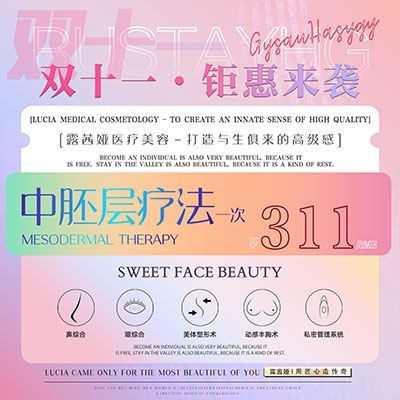 双十一
RHSTAYHG
GysauHasygy
双十一·钜惠来袭
[LUCIA MEDICAL COSMETOLOGY - TO CREATE AN INNATE SENSE OF HIGH QUALITY]
[露茜娅医疗美容-打造与生俱来的高级感]
BECOME AN INDIVIDUAL IS ALSO VERY BEAUTIFUL, BECAUSE IT
IS FREE. STAY IN THE VALLEY IS ALSO BEAUTIFUL, BECAUSE IT IS A KIND OF REST.
中胚层疗法一次
MESODERMAL THERAPY
311
SWEET FACE BEAUTY
鼻综合 眼综合 美体型形术 动感丰胸术 私密管理系统
BECOME AN INDIVIDUAL IS ALSO VERY BEAUTIFUL, BECAUSE IT
IS FREE. STAY IN THE VALLEY IS ALSO BEAUTIFUL, BECAUSE IT IS A KIND OF REST.
LUCIA CAME ONLY FOR THE MOST BEAUTIFUL OF YOU 露茜娅|用匠心造传奇